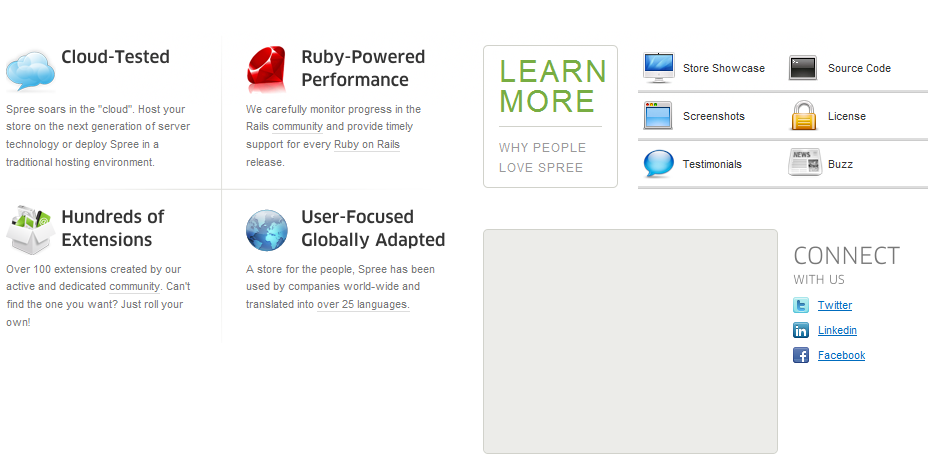 Cloud-Tested
Spree soars in the "cloud". Host your
store on the next generation of server
technology or deploy Spree in a
traditional hosting environment.
Ruby-Powered
Performance
We carefully monitor progress in the
Rails community and provide timely
support for every Ruby on Rails
release.
Hundreds of
Extensions
Over 100 extensions created by our
active and dedicated community. Can't
find the one you want? Just roll your
own!
User-Focused
Globally Adapted
A store for the people, Spree has been
used by companies world-wide and
translated into over 25 languages.
LEARN
MORE
WHY PEOPLE
LOVE SPREE
Store Showcase
Source Code
Screenshots
License
Testimonials
NEWS
Buzz
CONNECT
WITH US
Twitter
Linkedin
Facebook